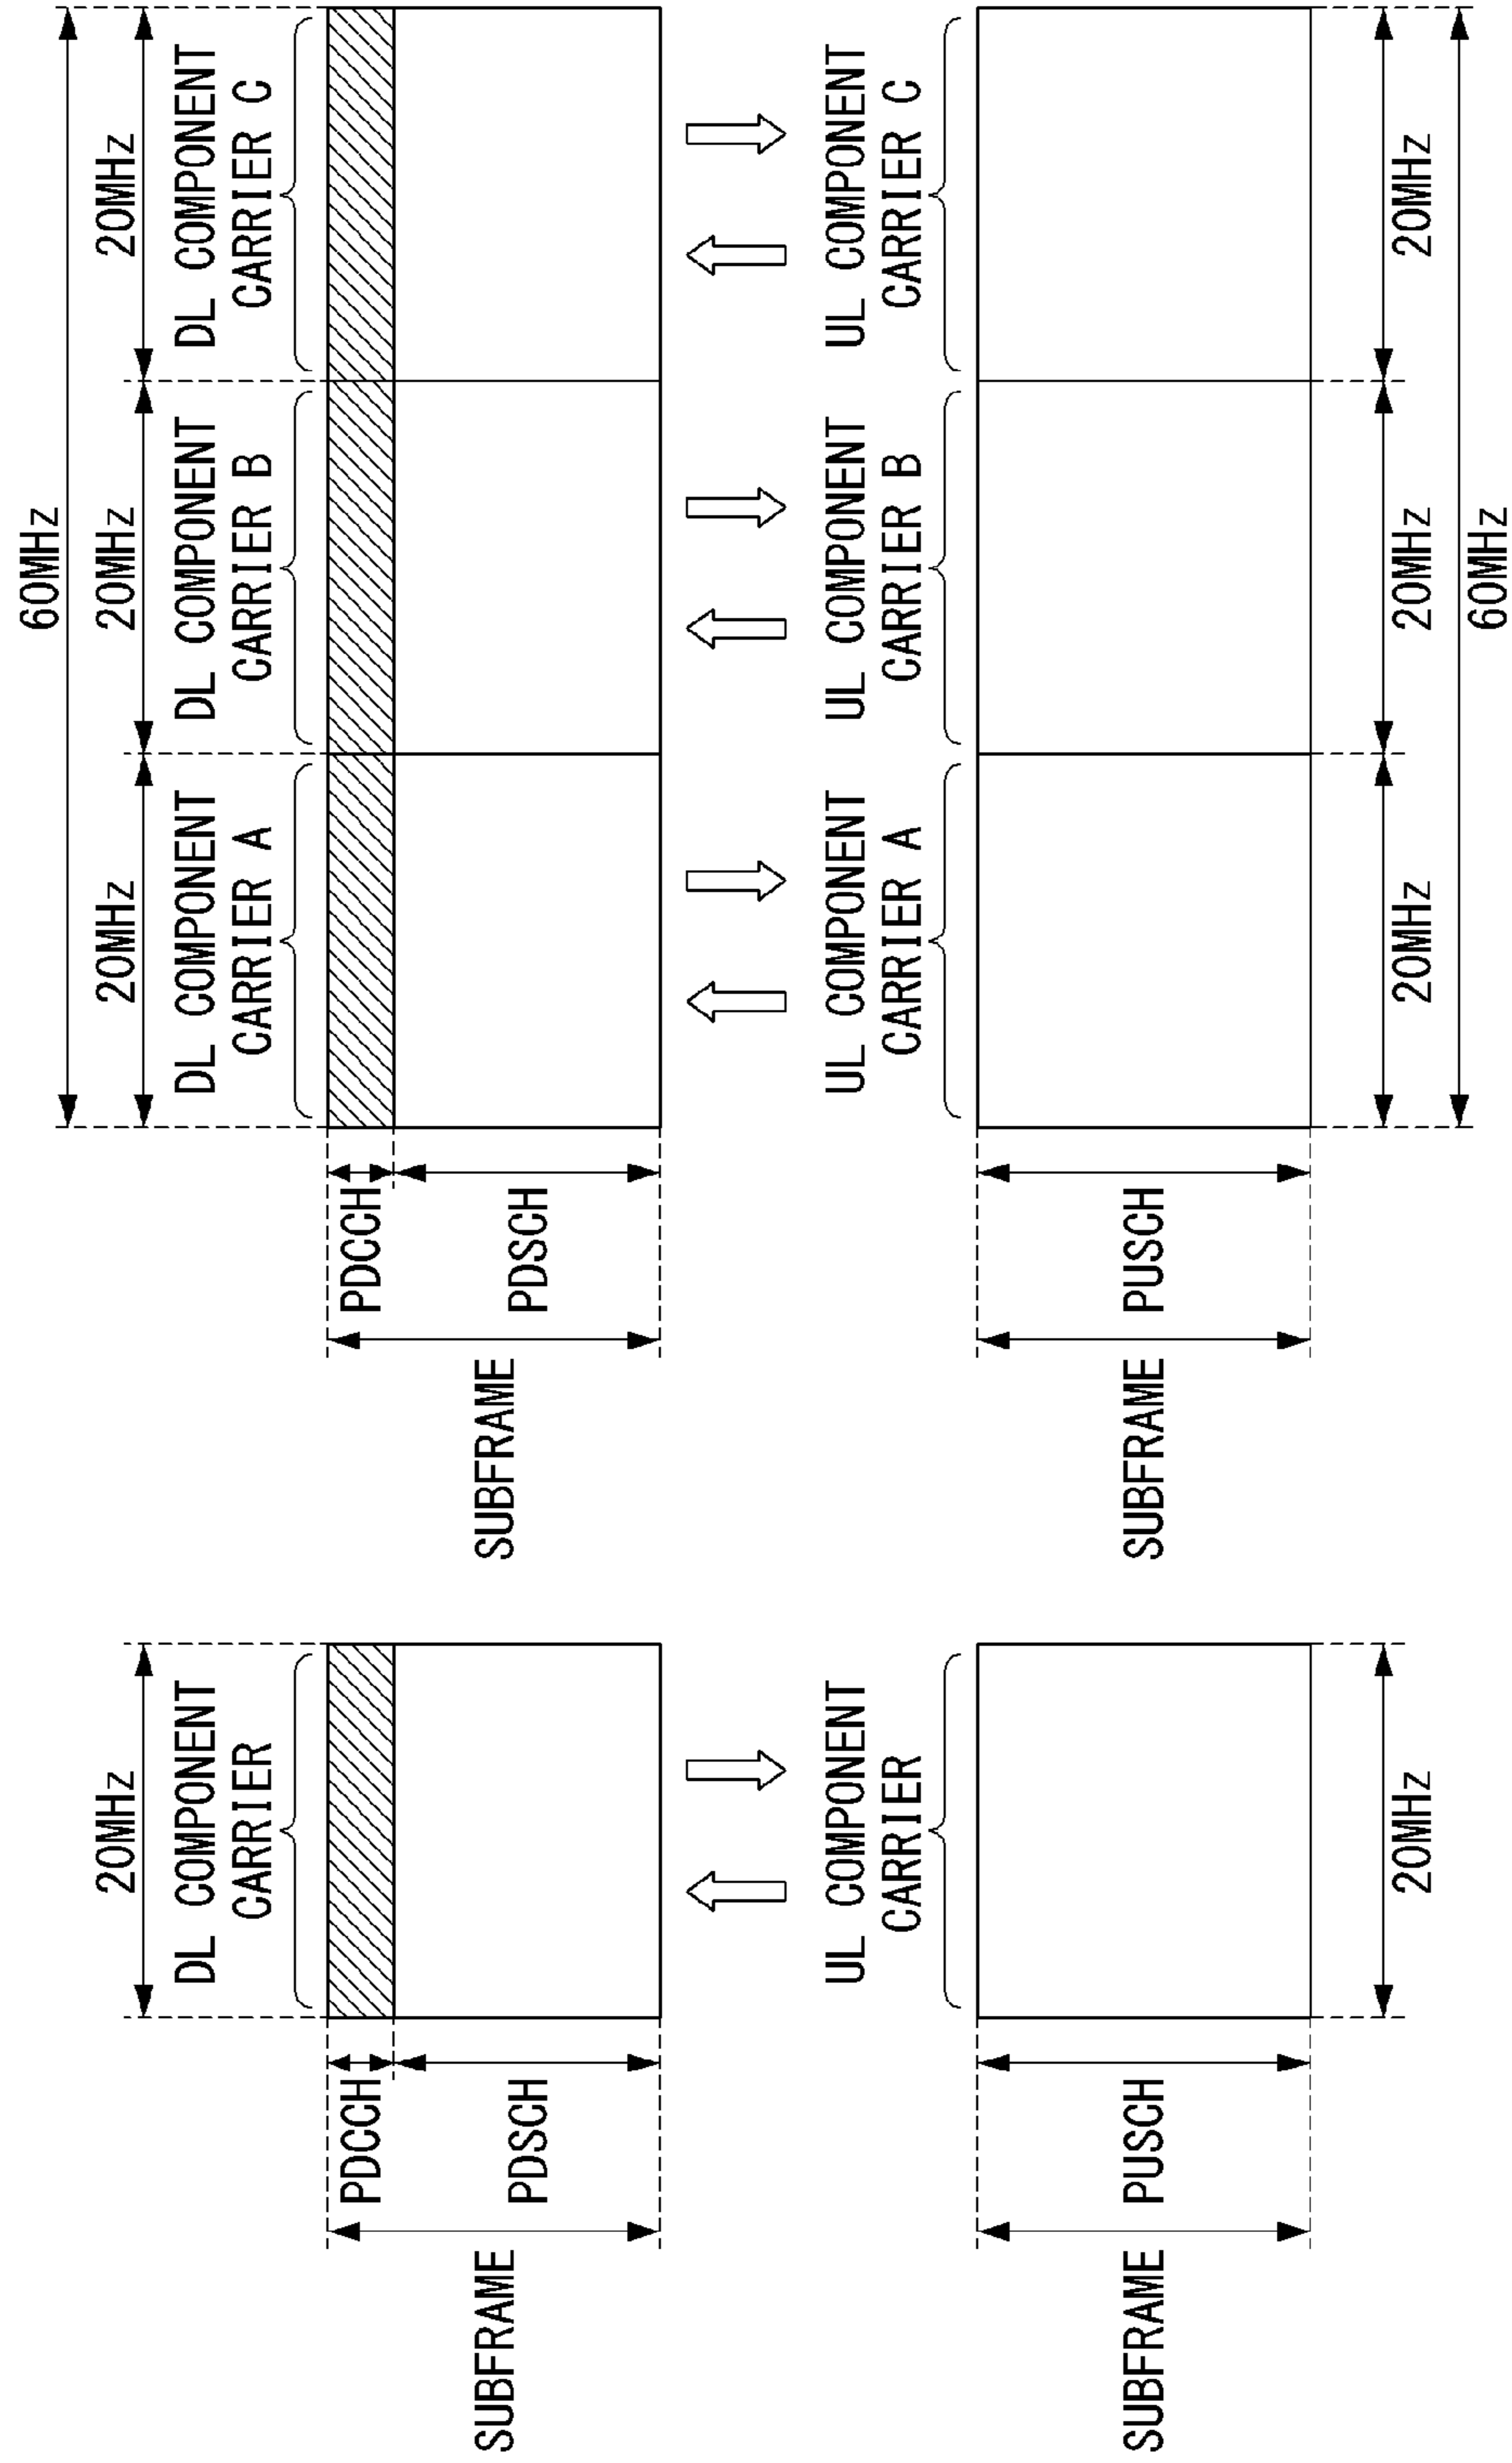 20MHz
DL COMPONENT
CARRIER
PDCCH
PDSCH
SUBFRAME
UL COMPONENT
CARRIER
PUSCH
SUBFRAME
20MHz
60MHz
20MHz
20MHz
20MHz
DL COMPONENT
CARRIER A
DL COMPONENT
CARRIER B
DL COMPONENT
CARRIER C
PDCCH
PDSCH
SUBFRAME
UL COMPONENT
CARRIER A
UL COMPONENT
CARRIER B
UL COMPONENT
CARRIER C
PUSCH
SUBFRAME
20MHz
20MHz
20MHz
60MHz